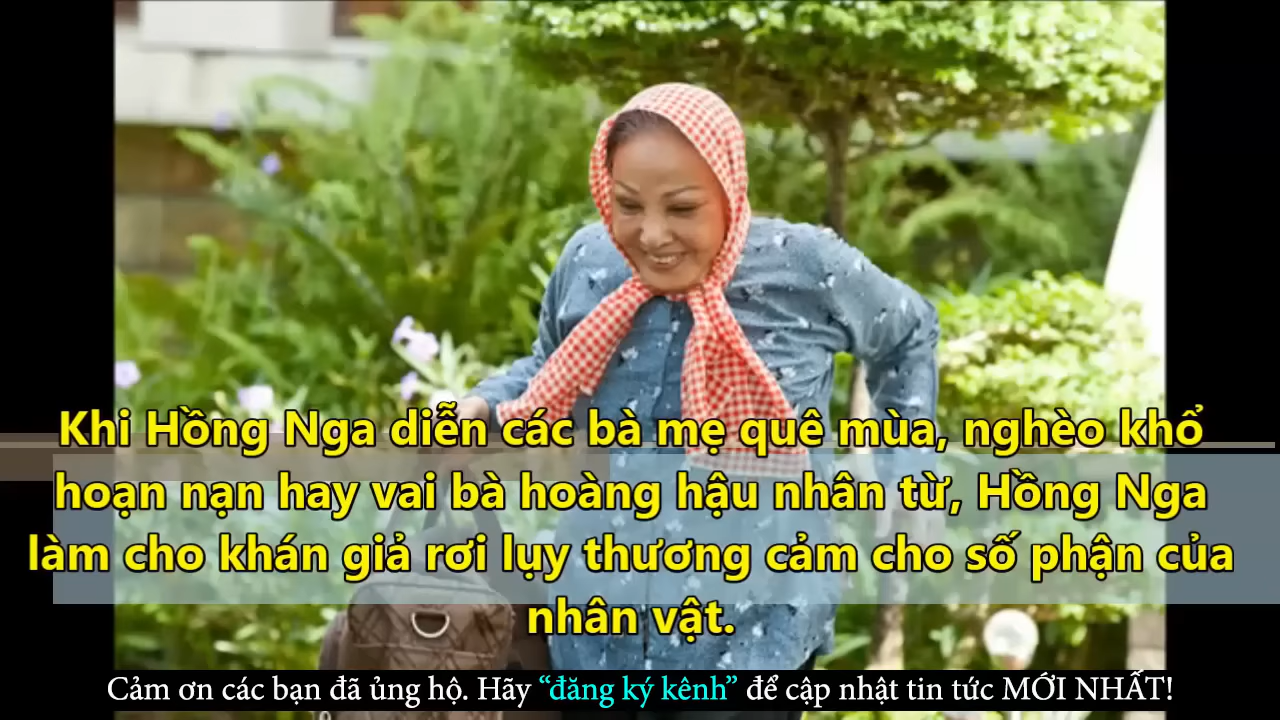 Khi Hồng Nga diễn các bà mẹ quê mùa, nghèo khổ
hoạn nạn hay vai bà hoàng hậu nhân từ, Hồng Nga
làm cho khán giả rơi lụy thương cảm cho số phận của
nhân vật.
Cảm ơn các bạn đã ủng hộ. Hãy “đăng ký kênh” để cập nhật tin tức MỚI NHẤT!